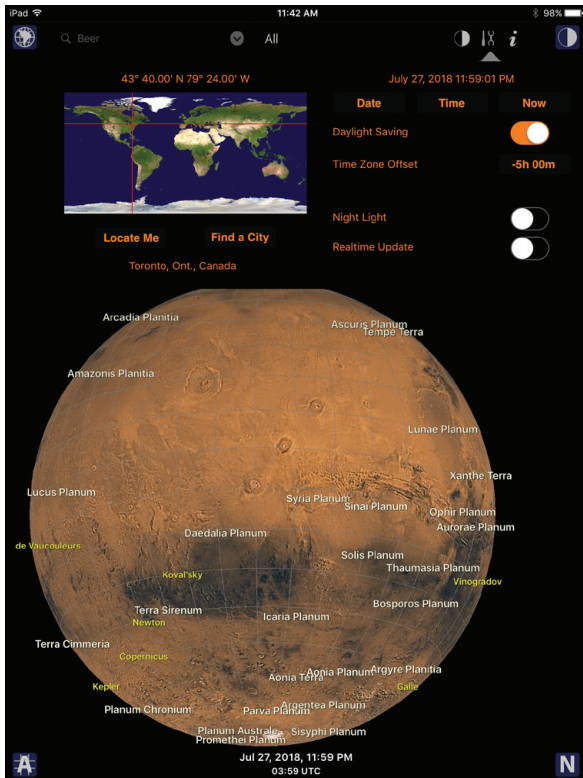 iPad 11:42 AM 98%
Beer All i
43° 40.00' N 79° 24.00' W
July 27, 2018 11:59:01 PM
Date Time Now
Daylight Saving
Time Zone Offset -5h 00m
Night Light
Locate Me Find a City
Realtime Update
Toronto, Ont., Canada
Arcadia Planitia
Ascuris Planum
Tempe Terra
Amazonis Planitia
Lunae Planum
Xanthe Terra
Lucus Planum
Syria Planum
Sinai Planum
Ophir Planum
Aurorae Planum
Daedalia Planum
de Vaucouleurs
Solis Planum
Thaumasia Planum
Koval'sky
Vinogradov
Bosporos Planum
Terra Sirenum
Icaria Planum
Newton
Terra Cimmeria
Copernicus
Aonia Planum
Argyre Planitia
Aonia Terra
Kepler
Galle
Argentea Planum
Planum Chronium
Parva Planum
Planum Australe
Sisyphi Planum
Promethei Planum
Jul 27, 2018, 11:59 PM
03:59 UTC
A N